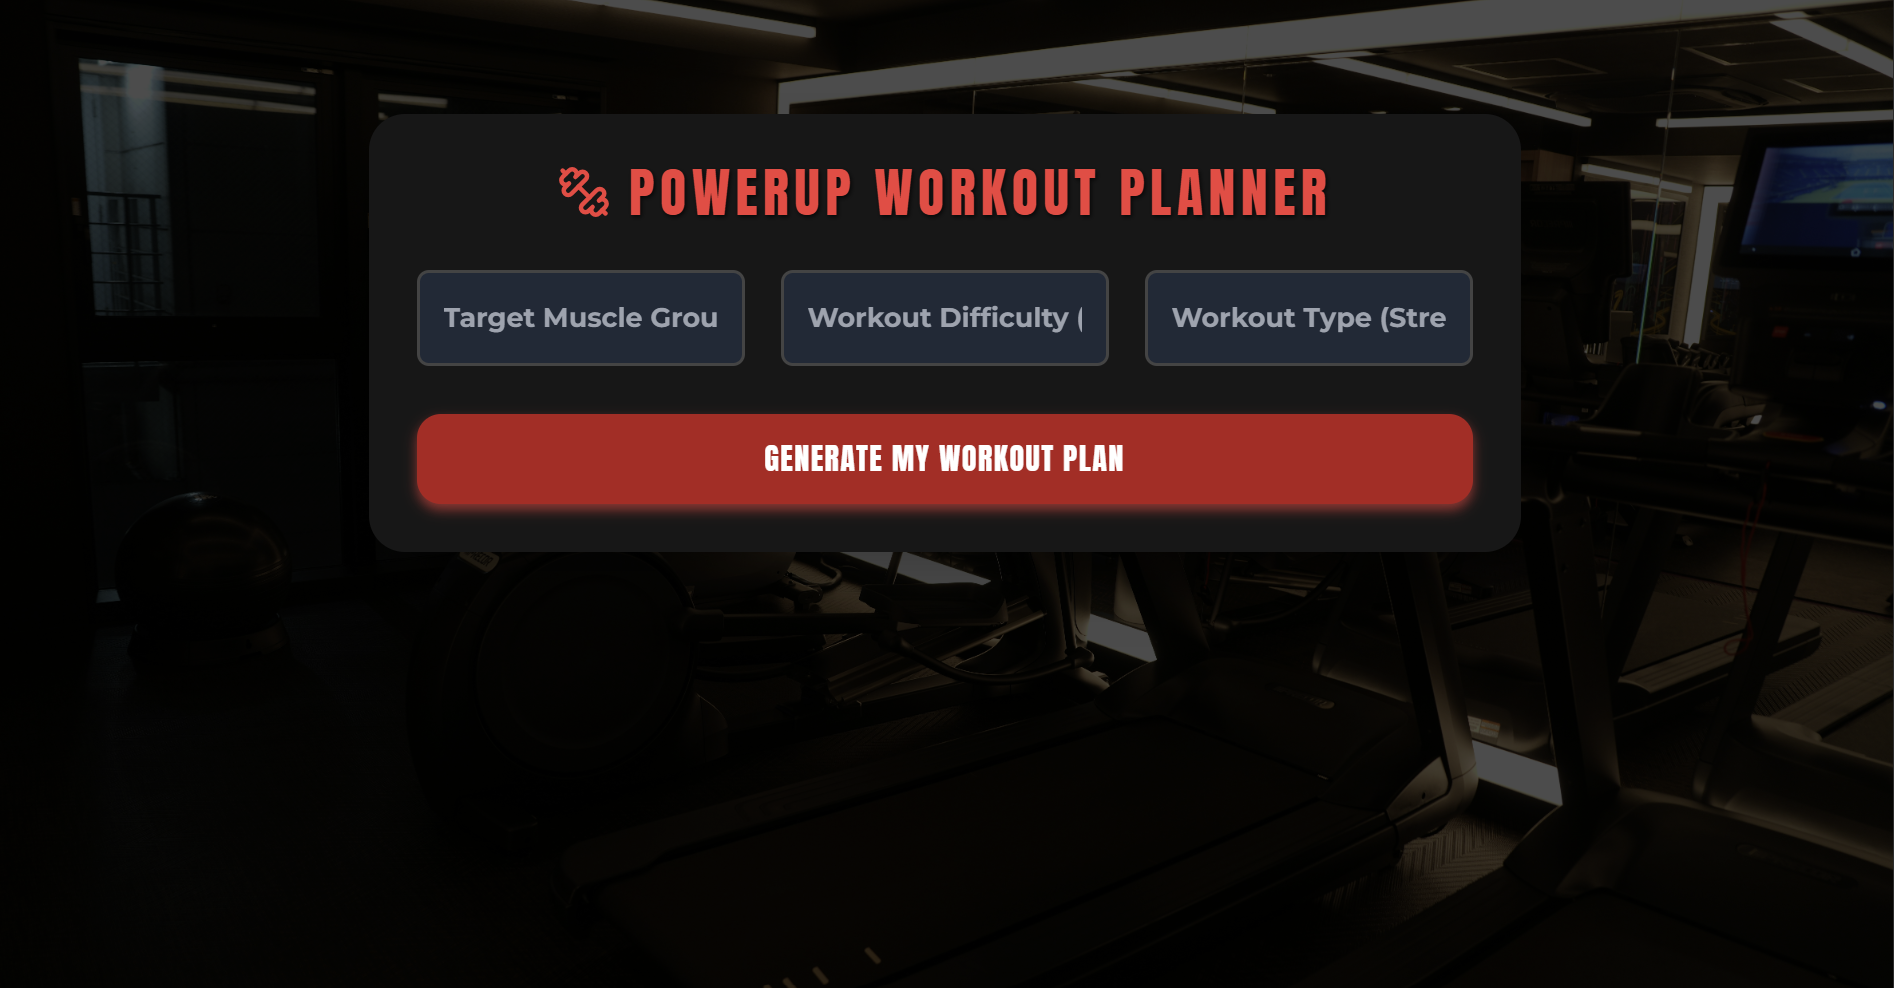 POWERUP WORKOUT PLANNER
Target Muscle Grou
Workout Difficulty (
Workout Type (Stre
GENERATE MY WORKOUT PLAN